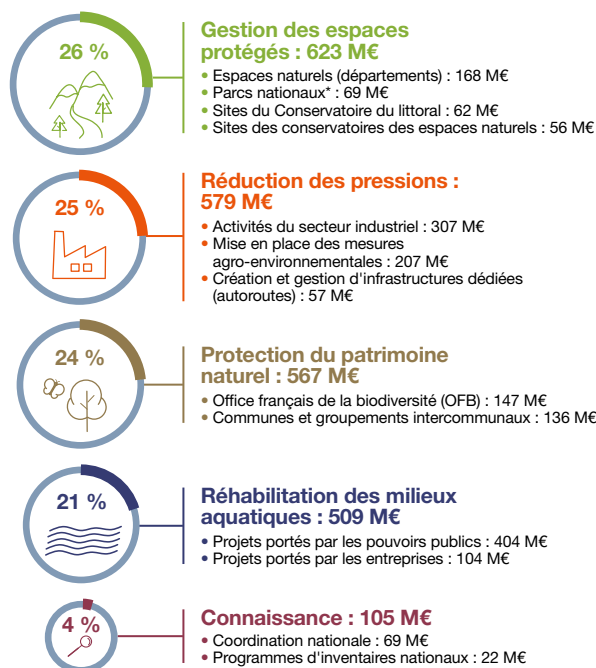 26 %
Gestion des espaces
protégés : 623 M€
• Espaces naturels (départements) : 168 M€
• Parcs nationaux* : 69 M€
• Sites du Conservatoire du littoral : 62 M€
• Sites des conservatoires des espaces naturels : 56 M€
25 %
Réduction des pressions :
579 M€
• Activités du secteur industriel : 307 M€
• Mise en place des mesures
agro-environnementales : 207 M€
• Création et gestion d'infrastructures dédiées
(autoroutes) : 57 M€
24 %
Protection du patrimoine
naturel : 567 M€
• Office français de la biodiversité (OFB) : 147 M€
• Communes et groupements intercommunaux : 136 M€
21 %
Réhabilitation des milieux
aquatiques : 509 M€
• Projets portés par les pouvoirs publics : 404 M€
• Projets portés par les entreprises : 104 M€
4 %
Connaissance : 105 M€
• Coordination nationale : 69 M€
• Programmes d'inventaires nationaux : 22 M€